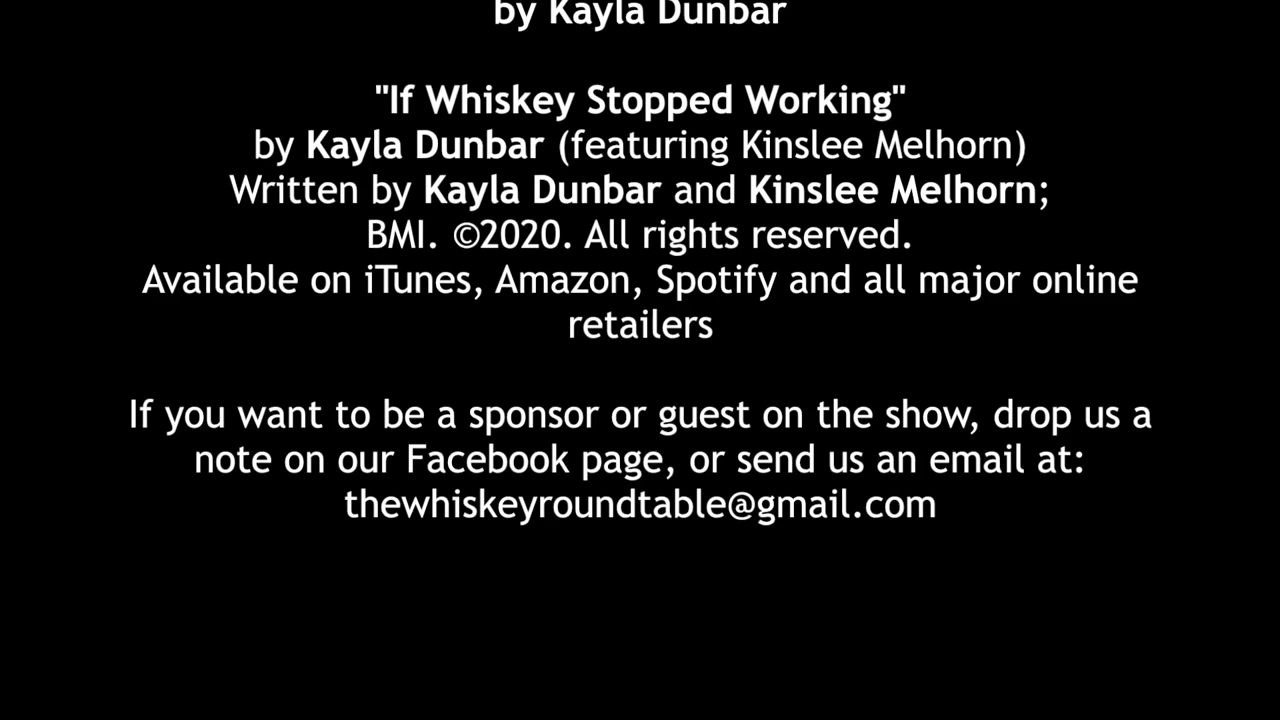 by Kayla Dunbar
"If Whiskey Stopped Working"
by Kayla Dunbar (featuring Kinslee Melhorn)
Written by Kayla Dunbar and Kinslee Melhorn;
BMI. ©2020. All rights reserved.
Available on iTunes, Amazon, Spotify and all major online
retailers
If you want to be a sponsor or guest on the show, drop us a
note on our Facebook page, or send us an email at:
thewhiskeyroundtable@gmail.com